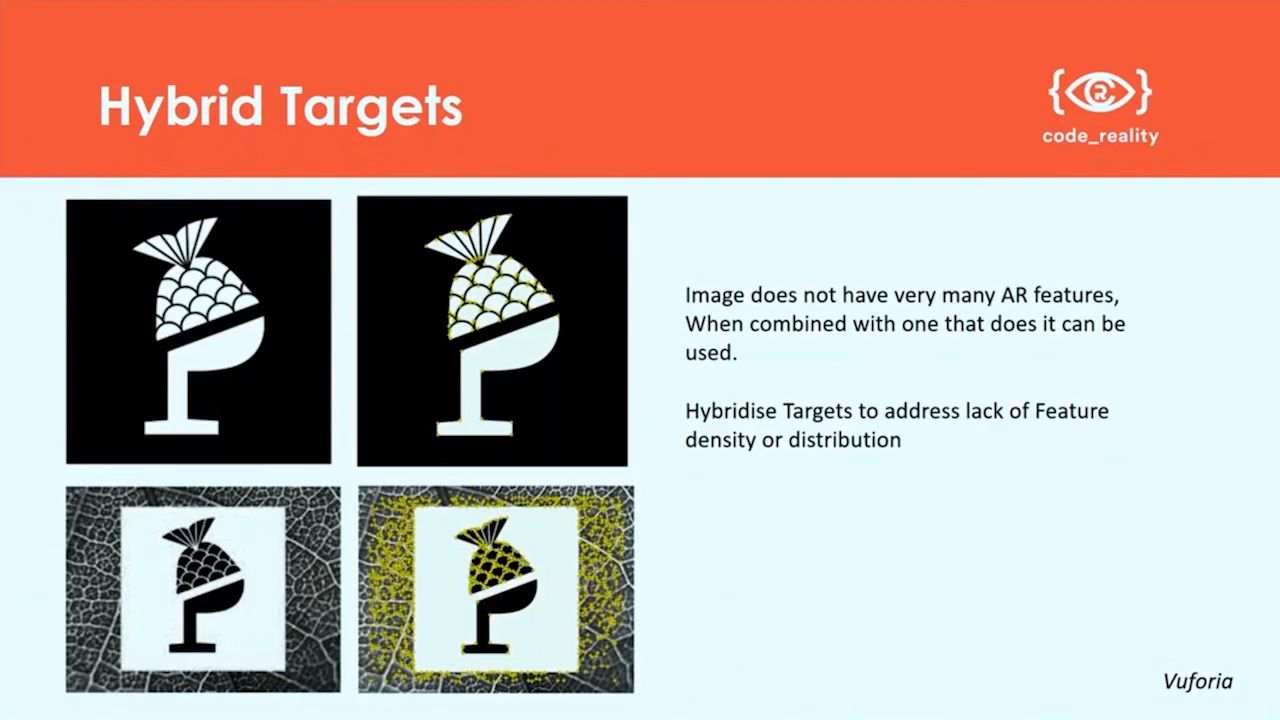 Hybrid Targets
code_reality
Image does not have very many AR features,
When combined with one that does it can be
used.
Hybridise Targets to address lack of Feature
density or distribution
Vuforia